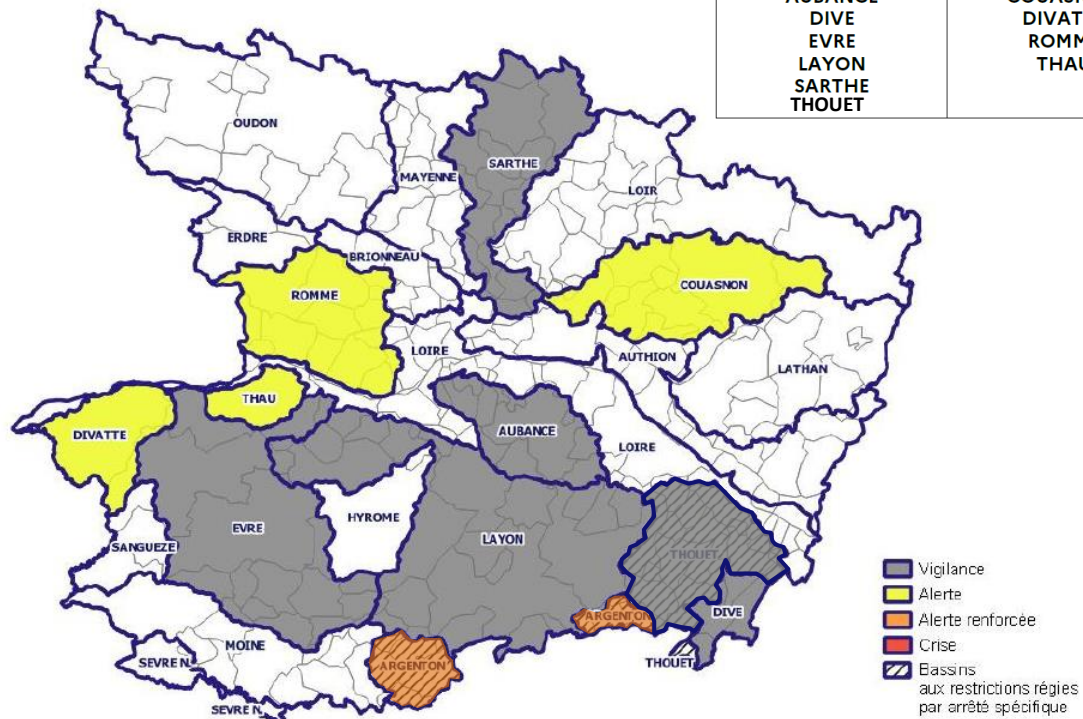 AUBANCE
DIVE
EVRE
LAYON
SARTHE
THOUET
DIVAT
ROMM
THAU
OUDON
SARTHE
MAYENNE
LOIR
ERDRE
BRIONNEAU
ROMME
COUASNON
LOIRE
AUTHION
LATHAN
THAU
DIVATTE
AUBANCE
LOIRE
EVRE
HYROME
LAYON
SANGUEZE
THOUET
ARGENTON
DIVE
MOINE
SEVRE N.
ARGENTON
THOUET
SEVRE N.
Vigilance
Alerte
Alerte renforcée
Crise
Bassins
aux restrictions régies
par arrêté spécifique